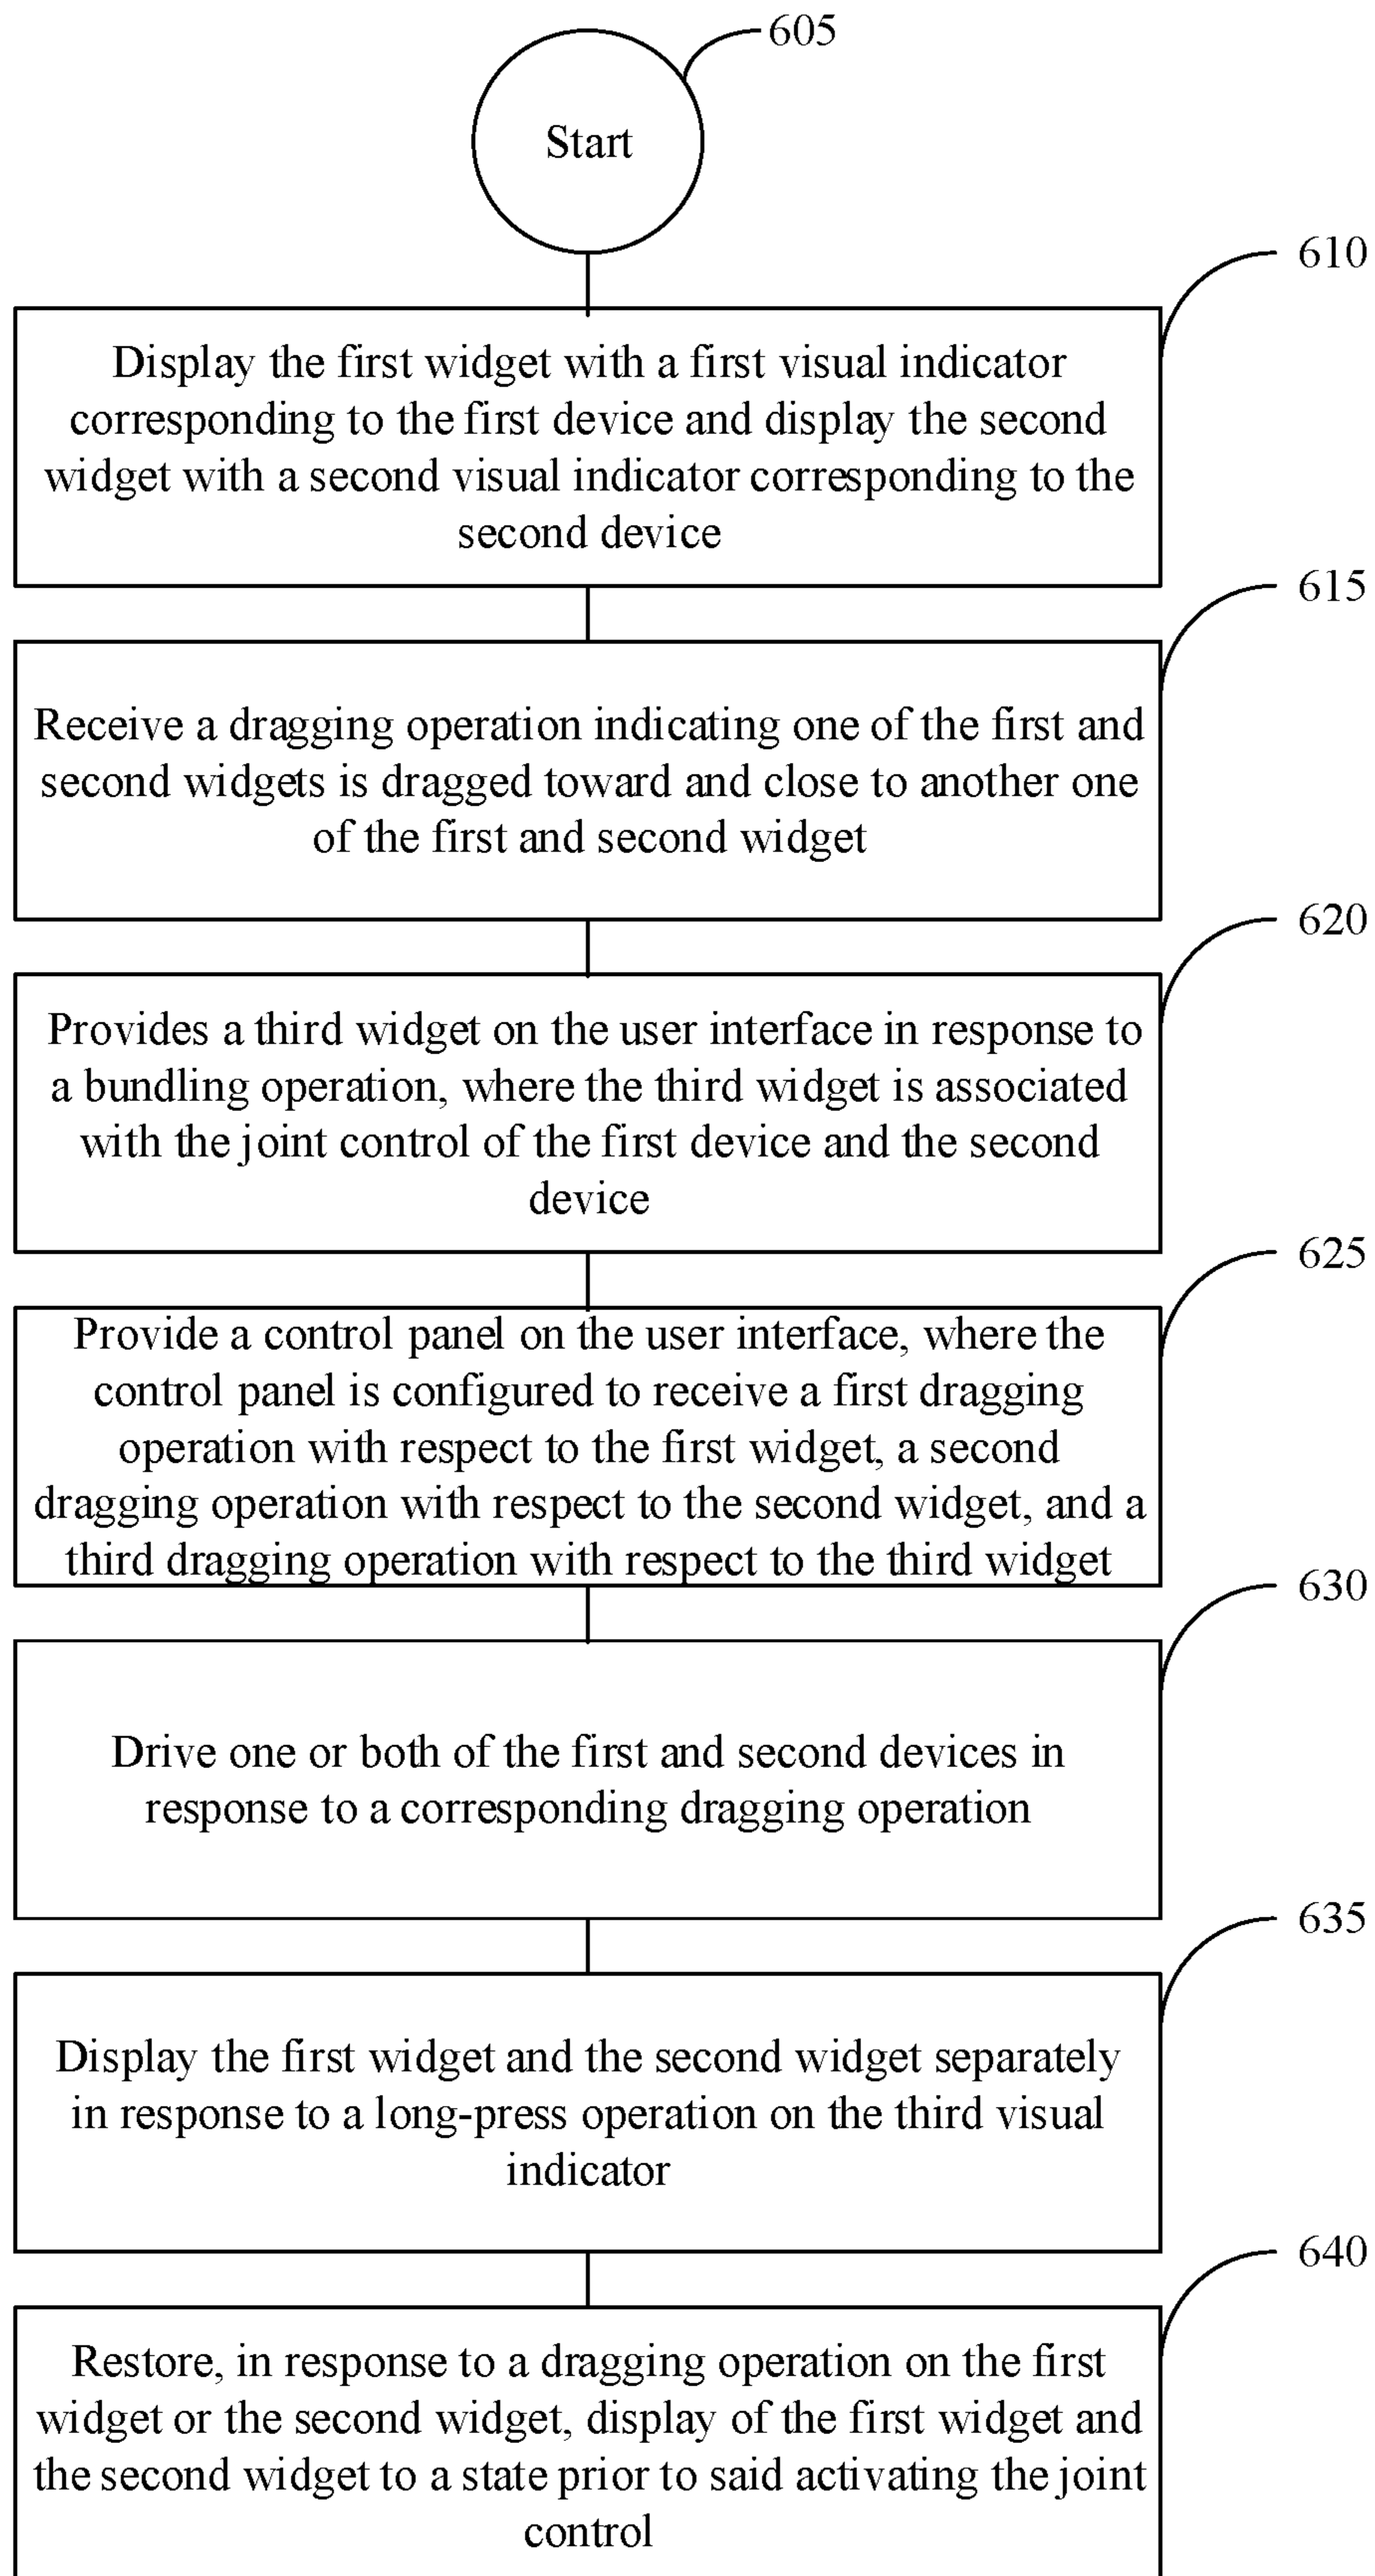 605
Start
610
Display the first widget with a first visual indicator
corresponding to the first device and display the second
widget with a second visual indicator corresponding to the
second device
615
Receive a dragging operation indicating one of the first and
second widgets is dragged toward and close to another one
of the first and second widget
620
Provides a third widget on the user interface in response to
a bundling operation, where the third widget is associated
with the joint control of the first device and the second
device
625
Provide a control panel on the user interface, where the
control panel is configured to receive a first dragging
operation with respect to the first widget, a second
dragging operation with respect to the second widget, and a
third dragging operation with respect to the third widget
630
Drive one or both of the first and second devices in
response to a corresponding dragging operation
635
Display the first widget and the second widget separately
in response to a long-press operation on the third visual
indicator
640
Restore, in response to a dragging operation on the first
widget or the second widget, display of the first widget and
the second widget to a state prior to said activating the joint
control